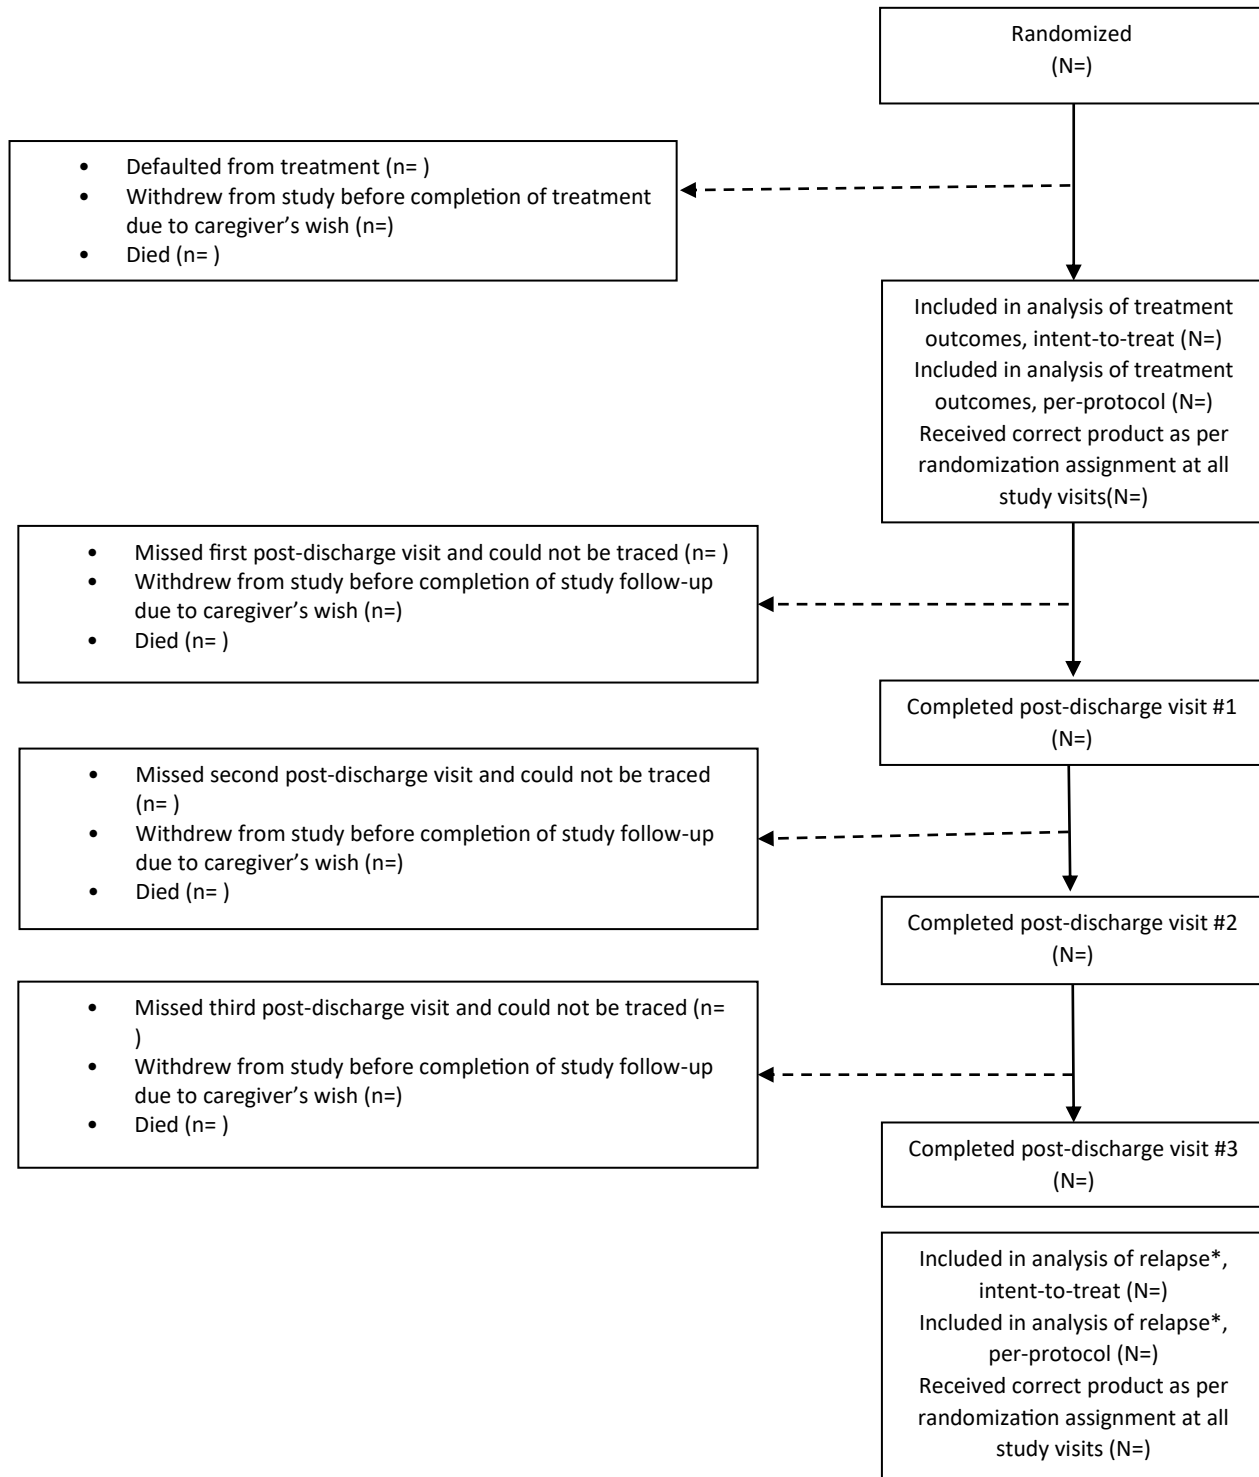 Randomized
(N=)
• Defaulted from treatment (n= )
• Withdrew from study before completion of treatment
due to caregiver’s wish (n=)
• Died (n= )
Included in analysis of treatment
outcomes, intent-to-treat (N=)
Included in analysis of treatment
outcomes, per-protocol (N=)
Received correct product as per
randomization assignment at all
study visits(N=)
• Missed first post-discharge visit and could not be traced (n= )
• Withdrew from study before completion of study follow-up
due to caregiver’s wish (n=)
• Died (n= )
Completed post-discharge visit #1
(N=)
• Missed second post-discharge visit and could not be traced
(n= )
• Withdrew from study before completion of study follow-up
due to caregiver’s wish (n=)
• Died (n= )
Completed post-discharge visit #2
(N=)
• Missed third post-discharge visit and could not be traced (n=
)
• Withdrew from study before completion of study follow-up
due to caregiver’s wish (n=)
• Died (n= )
Completed post-discharge visit #3
(N=)
Included in analysis of relapse*,
intent-to-treat (N=)
Included in analysis of relapse*,
per-protocol (N=)
Received correct product as per
randomization assignment at all
study visits (N=)